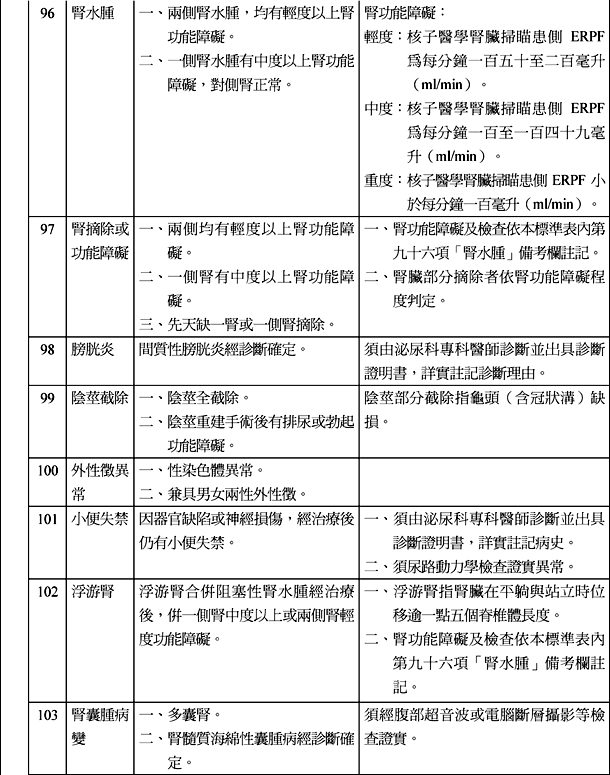 96 腎水腫
一、兩側腎水腫，均有輕度以上腎
功能障礙。
二、一側腎水腫有中度以上腎功能
障礙，對側腎正常。
腎功能障礙：
輕度：核子醫學腎臟掃瞄患側 ERPF
爲每分鐘一百五十至二百毫升
（ml/min）。
中度：核子醫學腎臟掃瞄患側 ERPF
爲每分鐘一百至一百四十九毫
升（ml/min）。
重度：核子醫學腎臟掃瞄患側 ERPF 小
於每分鐘一百毫升（ml/min）。
97 腎摘除或
功能障礙
一、兩側均有輕度以上腎功能障
礙。
二、一側腎有中度以上腎功能障
礙。
三、先天缺一腎或一側腎摘除。
一、腎功能障礙及檢查依本標準表內第
九十六項「腎水腫」備考欄註記。
二、腎臟部分摘除者依腎功能障礙程
度判定。
98 膀胱炎
間質性膀胱炎經診斷確定。
須由泌尿科專科醫師診斷並出具診斷
證明書，詳實註記診斷理由。
99 陰莖截除
一、陰莖全截除。
二、陰莖重建手術後有排尿或勃起
功能障礙。
陰莖部分截除指龜頭（含冠狀溝）缺
損。
100 外性徵異
常
一、性染色體異常。
二、兼具男女兩性外性徵。
101 小便失禁
因器官缺陷或神經損傷，經治療後
仍有小便失禁。
一、須由泌尿科專科醫師診斷並出具
診斷證明書，詳實註記病史。
二、須尿路動力學檢查證實異常。
102 浮游腎
浮游腎合併阻塞性腎水腫經治療
後，併一側腎中度以上或兩側腎輕
度功能障礙。
一、浮游腎指腎臟在平躺與站立時位
移逾一點五個脊椎體長度。
二、腎功能障礙及檢查依本標準表內
第九十六項「腎水腫」備考欄註
記。
103 腎囊腫病
變
一、多囊腎。
二、腎髓質海綿性囊腫病經診斷確
定。
須經腹部超音波或電腦斷層攝影等檢
查證實。